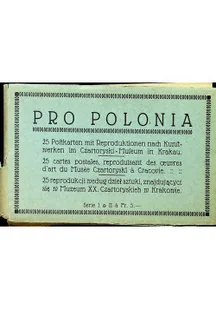 PRO POLONIA
25 Postkarten mit Reproduktionen nach Kunst-
werken im Czartoryski-Museum in Krakau.
25 cartes postales, reproduisant des œuvres
d'art du Musée Czartoryski à Cracovie. :: ::
25 reprodukcji według dzieł sztuki, znajdujących
się w Muzeum XX. Czartoryskich w Krakowie.
Serie I u. II à Fr. 3.—